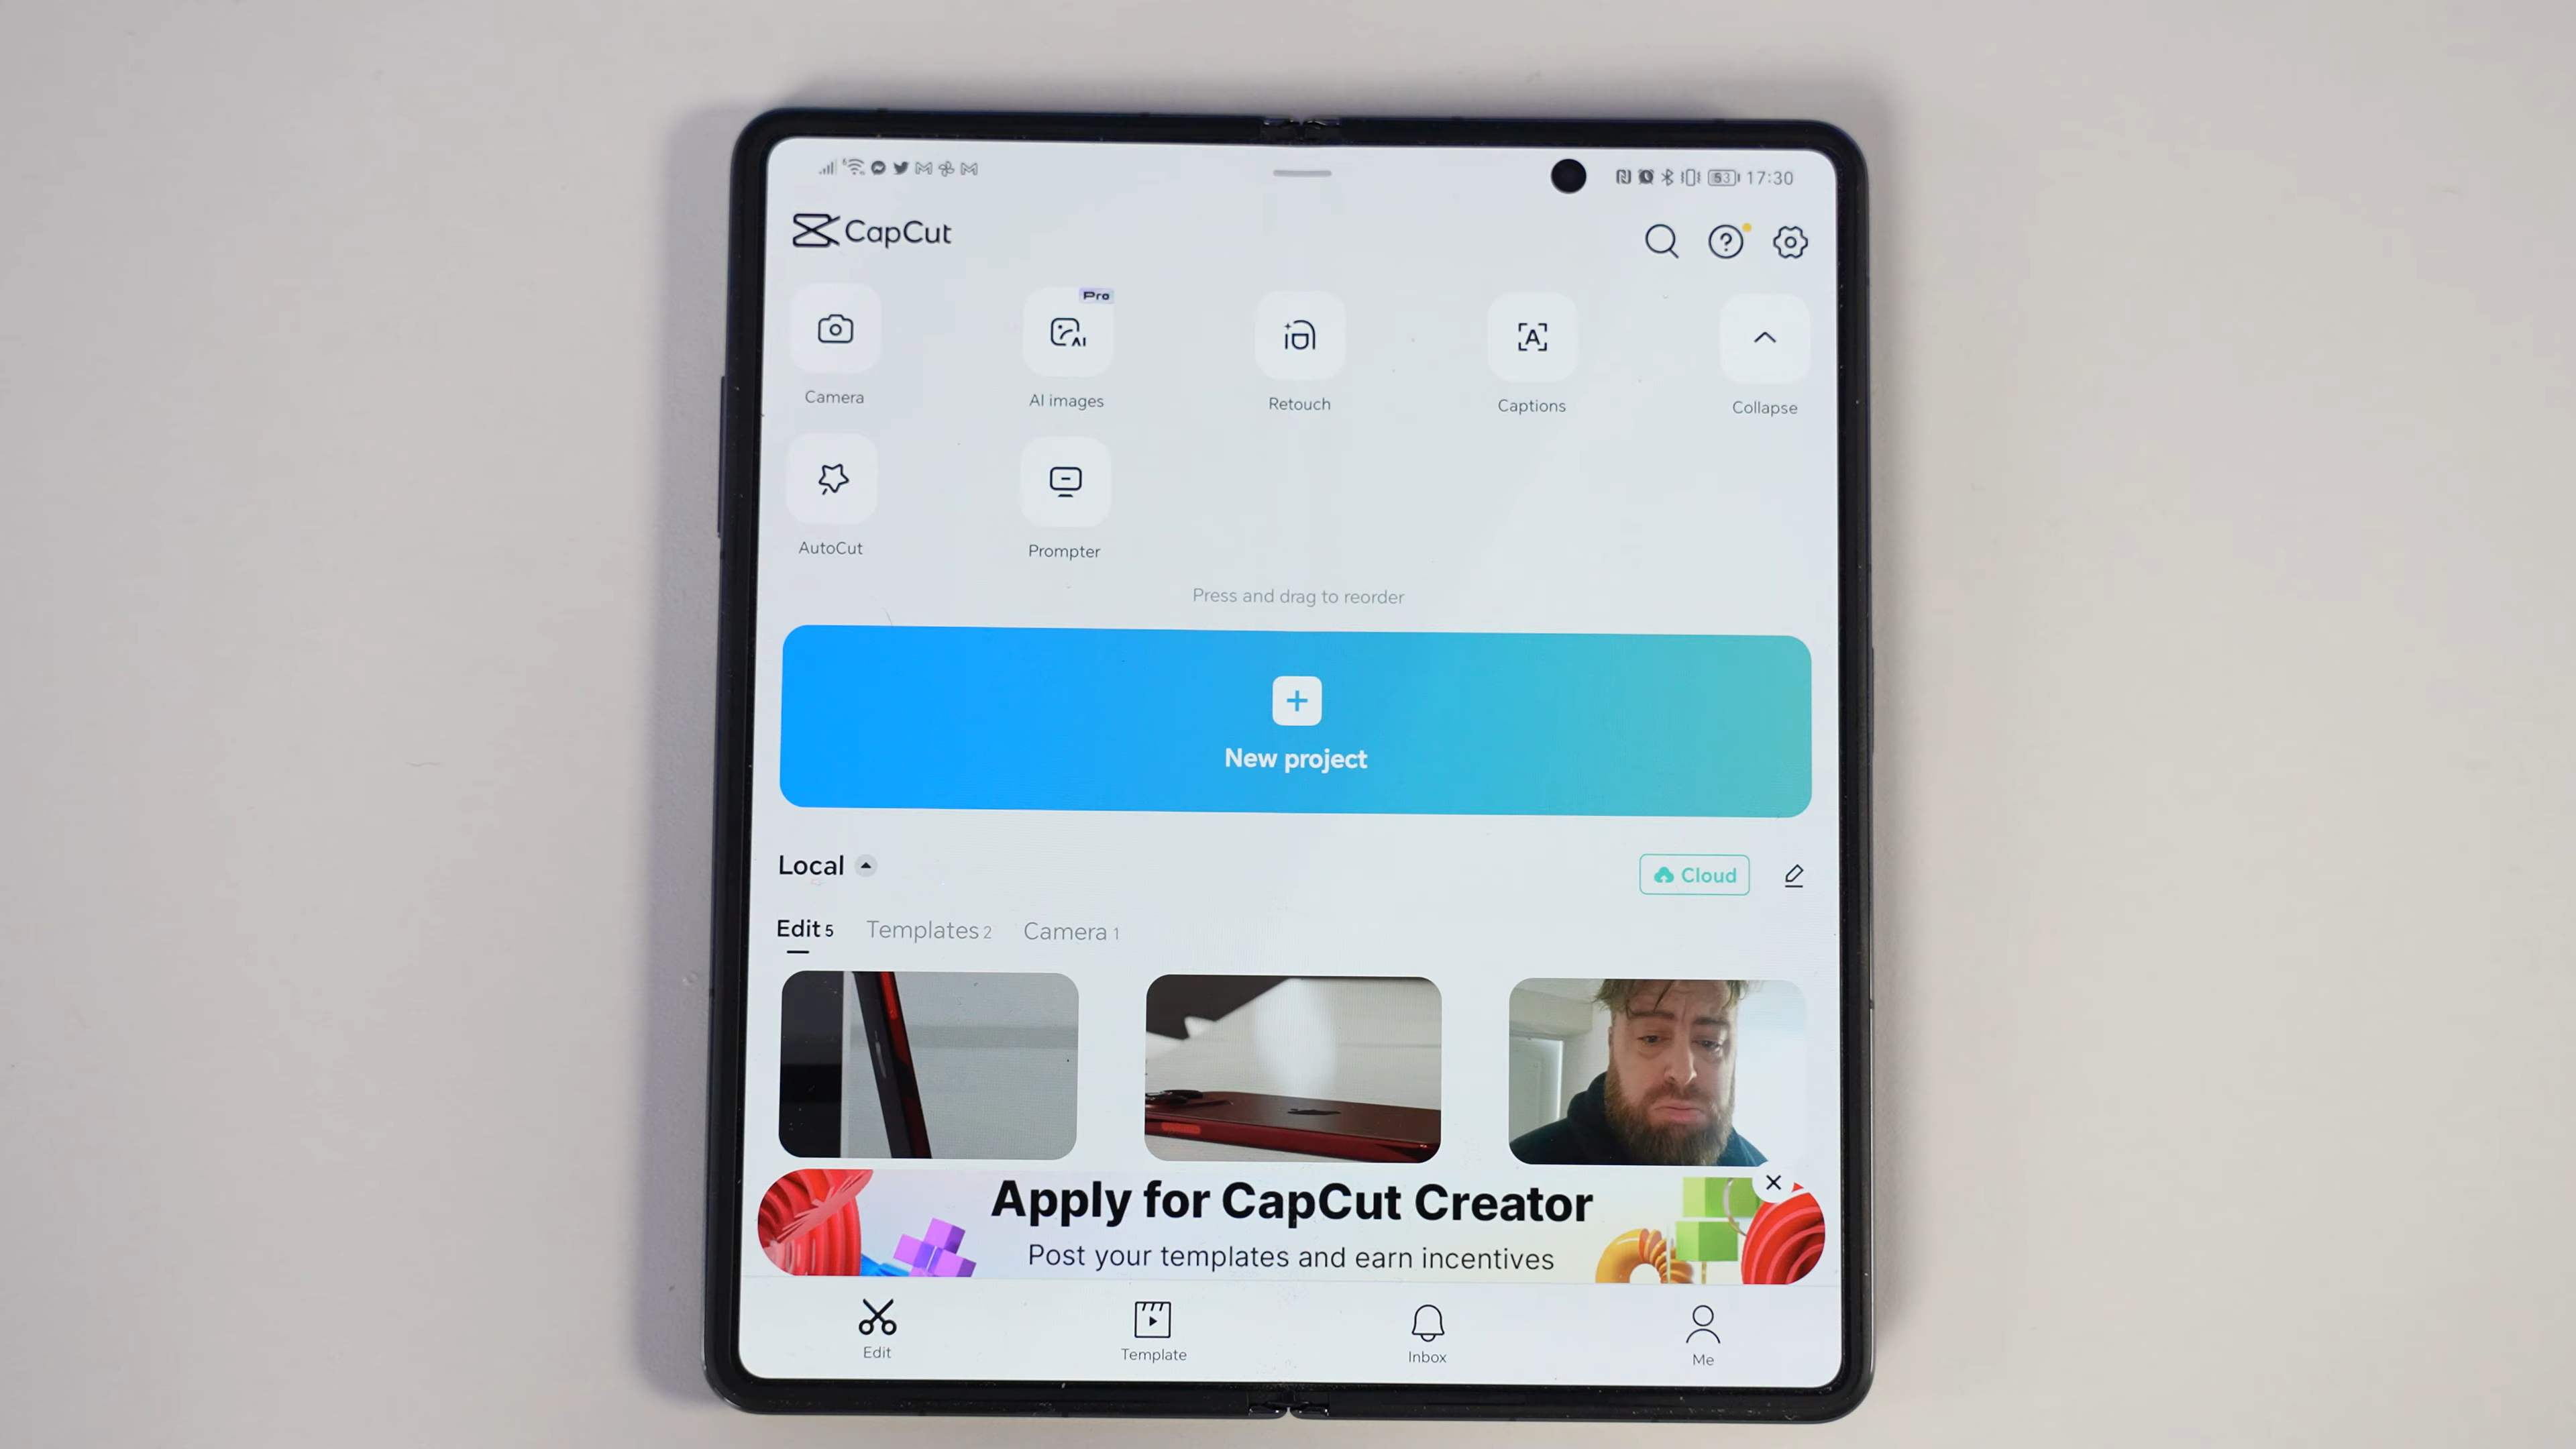 53 17:30
CapCut
Pro
AI
A
Camera
AI images
Retouch
Captions
Collapse
AutoCut
Prompter
Press and drag to reorder
New project
Local
Cloud
Edit 5
Templates 2
Camera 1
Apply for CapCut Creator
Post your templates and earn incentives
Edit
Template
Inbox
Me